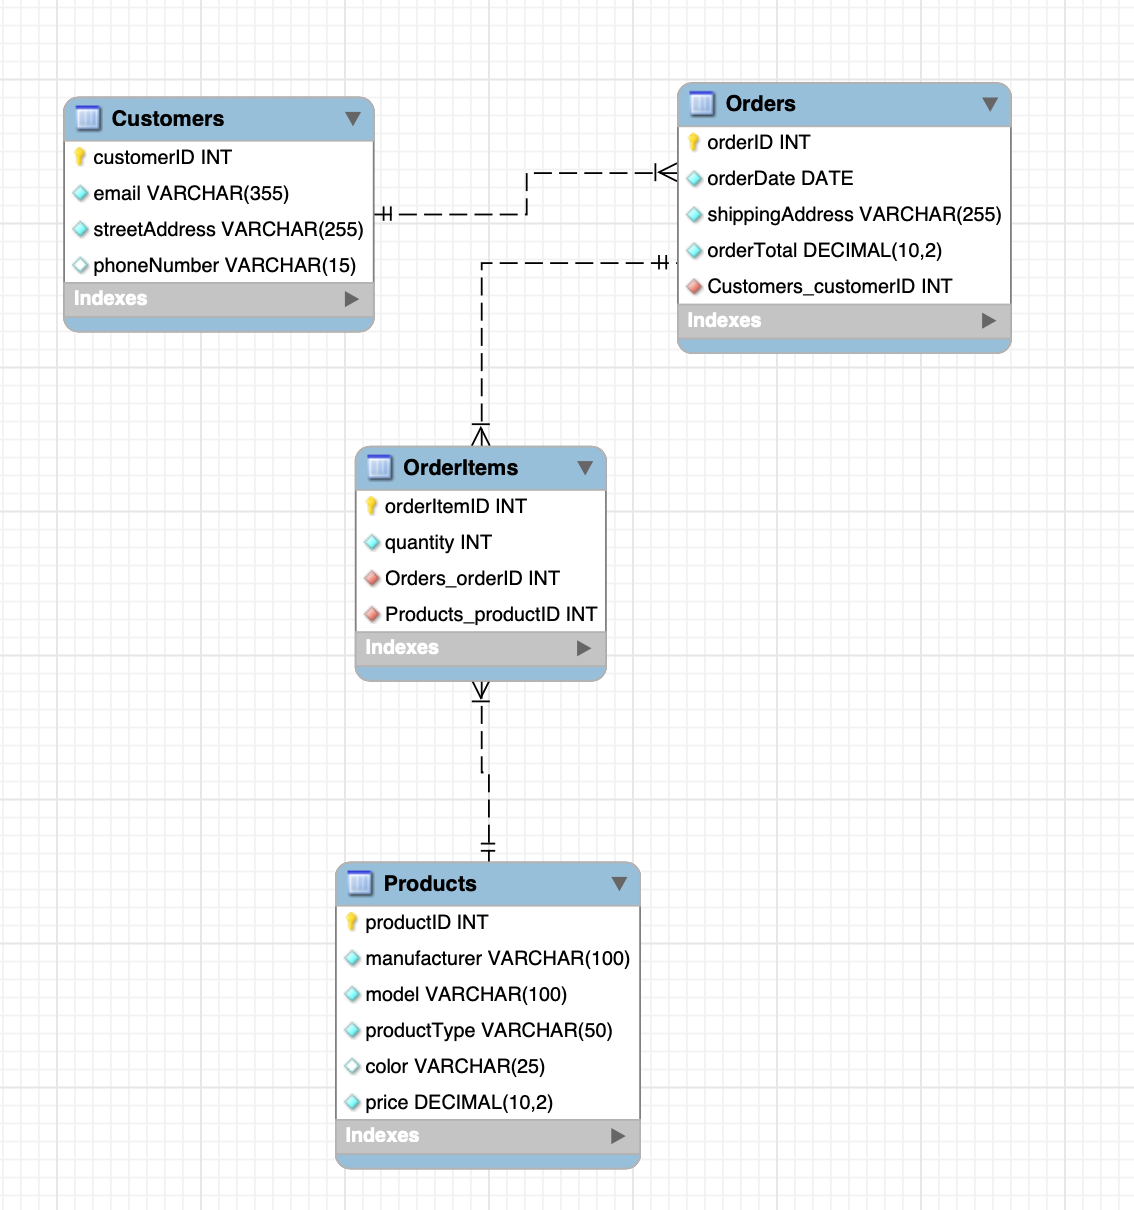 Customers
customerID INT
email VARCHAR(355)
streetAddress VARCHAR(255)
phoneNumber VARCHAR(15)
Indexes
Orders
orderID INT
orderDate DATE
shippingAddress VARCHAR(255)
orderTotal DECIMAL(10,2)
Customers_customerID INT
Indexes
OrderItems
orderItemID INT
quantity INT
Orders_orderID INT
Products_productID INT
Indexes
Products
productID INT
manufacturer VARCHAR(100)
model VARCHAR(100)
productType VARCHAR(50)
color VARCHAR(25)
price DECIMAL(10,2)
Indexes